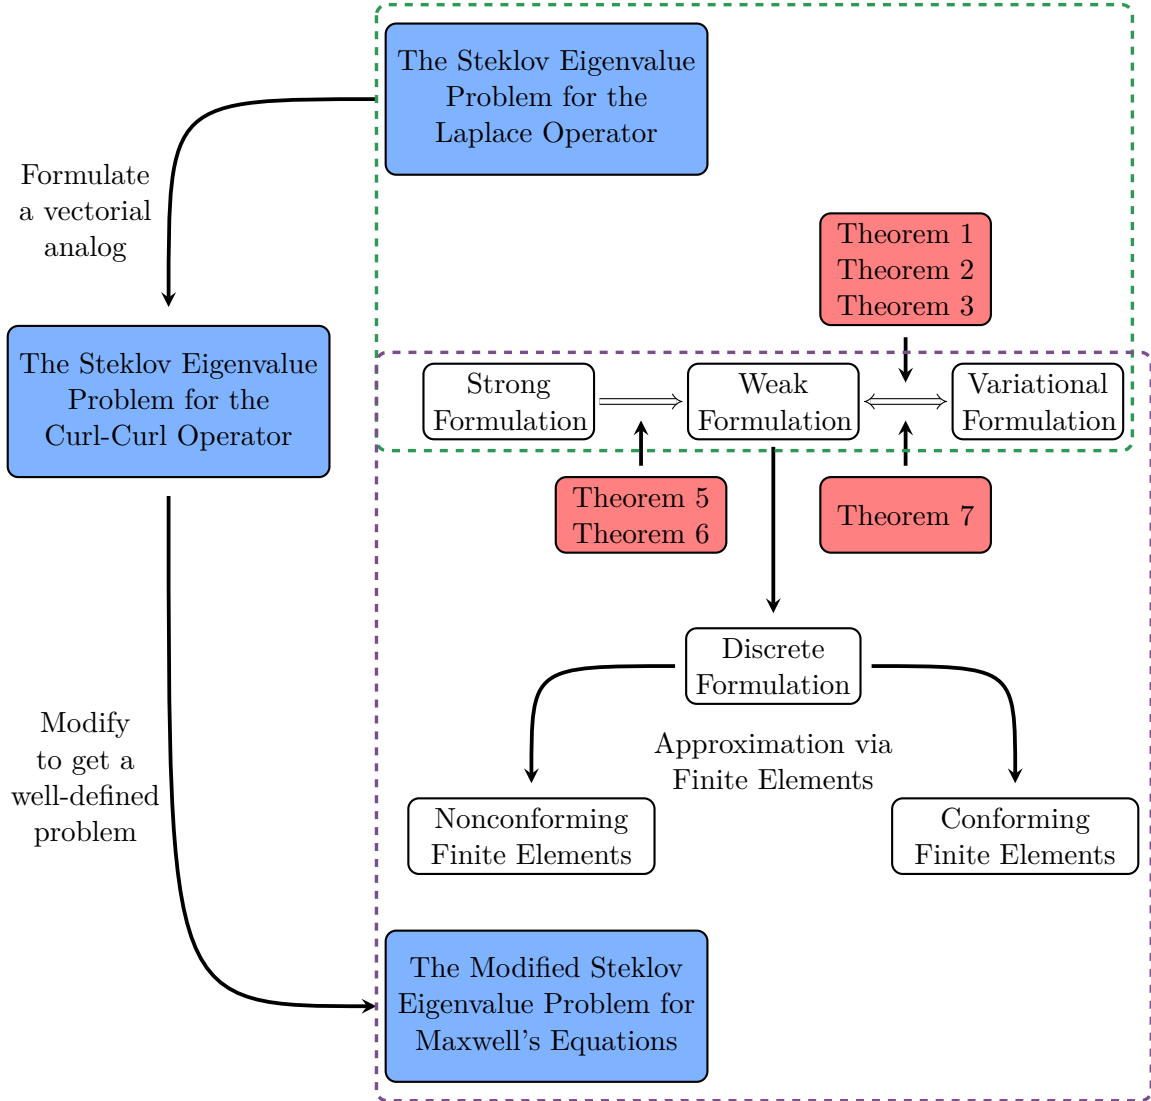 The Steklov Eigenvalue
Problem for the
Laplace Operator
Formulate
a vectorial
analog
Theorem 1
Theorem 2
Theorem 3
The Steklov Eigenvalue
Problem for the
Curl-Curl Operator
Strong
Formulation
Weak
Formulation
Variational
Formulation
Theorem 5
Theorem 6
Theorem 7
Discrete
Formulation
Modify
to get a
well-defined
problem
Approximation via
Finite Elements
Nonconforming
Finite Elements
Conforming
Finite Elements
The Modified Steklov
Eigenvalue Problem for
Maxwell's Equations